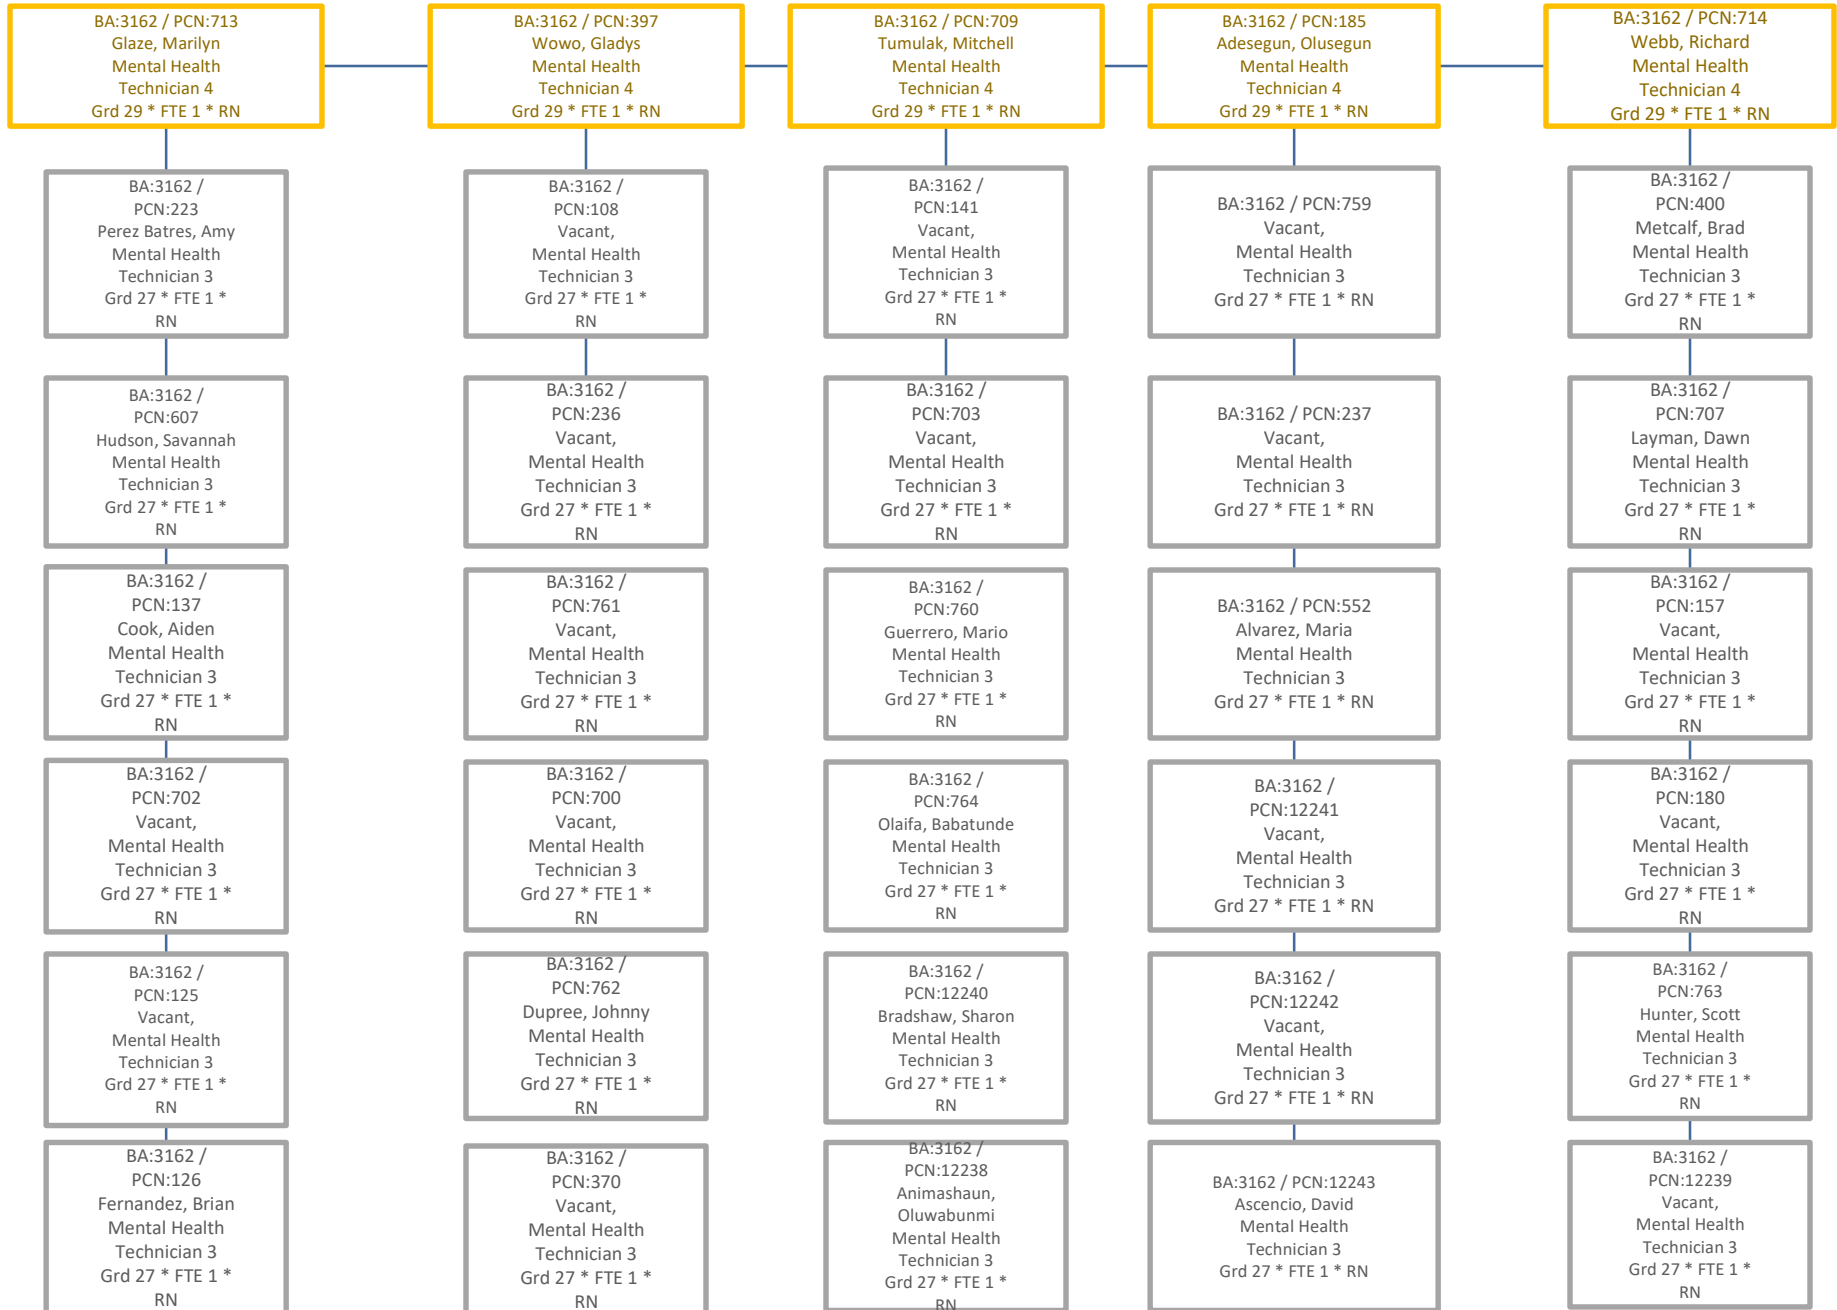 BA:3162 / PCN:713
Glaze, Marilyn
Mental Health
Technician 4
Grd 29 * FTE 1 * RN
BA:3162 / PCN:397
Wowo, Gladys
Mental Health
Technician 4
Grd 29 * FTE 1 * RN
BA:3162 / PCN:709
Tumulak, Mitchell
Mental Health
Technician 4
Grd 29 * FTE 1 * RN
BA:3162 / PCN:185
Adesegun, Olusegun
Mental Health
Technician 4
Grd 29 * FTE 1 * RN
BA:3162 / PCN:714
Webb, Richard
Mental Health
Technician 4
Grd 29 * FTE 1 * RN
BA:3162 /
PCN:223
Perez Batres, Amy
Mental Health
Technician 3
Grd 27 * FTE 1 *
RN
BA:3162 /
PCN:108
Vacant,
Mental Health
Technician 3
Grd 27 * FTE 1 *
RN
BA:3162 /
PCN:141
Vacant,
Mental Health
Technician 3
Grd 27 * FTE 1 *
RN
BA:3162 / PCN:759
Vacant,
Mental Health
Technician 3
Grd 27 * FTE 1 * RN
BA:3162 /
PCN:400
Metcalf, Brad
Mental Health
Technician 3
Grd 27 * FTE 1 *
RN
BA:3162 /
PCN:607
Hudson, Savannah
Mental Health
Technician 3
Grd 27 * FTE 1 *
RN
BA:3162 /
PCN:236
Vacant,
Mental Health
Technician 3
Grd 27 * FTE 1 *
RN
BA:3162 /
PCN:703
Vacant,
Mental Health
Technician 3
Grd 27 * FTE 1 *
RN
BA:3162 / PCN:237
Vacant,
Mental Health
Technician 3
Grd 27 * FTE 1 * RN
BA:3162 /
PCN:707
Layman, Dawn
Mental Health
Technician 3
Grd 27 * FTE 1 *
RN
BA:3162 /
PCN:137
Cook, Aiden
Mental Health
Technician 3
Grd 27 * FTE 1 *
RN
BA:3162 /
PCN:761
Vacant,
Mental Health
Technician 3
Grd 27 * FTE 1 *
RN
BA:3162 /
PCN:760
Guerrero, Mario
Mental Health
Technician 3
Grd 27 * FTE 1 *
RN
BA:3162 / PCN:552
Alvarez, Maria
Mental Health
Technician 3
Grd 27 * FTE 1 * RN
BA:3162 /
PCN:157
Vacant,
Mental Health
Technician 3
Grd 27 * FTE 1 *
RN
BA:3162 /
PCN:702
Vacant,
Mental Health
Technician 3
Grd 27 * FTE 1 *
RN
BA:3162 /
PCN:700
Vacant,
Mental Health
Technician 3
Grd 27 * FTE 1 *
RN
BA:3162 /
PCN:764
Olaifa, Babatunde
Mental Health
Technician 3
Grd 27 * FTE 1 *
RN
BA:3162 /
PCN:12241
Vacant,
Mental Health
Technician 3
Grd 27 * FTE 1 * RN
BA:3162 /
PCN:180
Vacant,
Mental Health
Technician 3
Grd 27 * FTE 1 *
RN
BA:3162 /
PCN:125
Vacant,
Mental Health
Technician 3
Grd 27 * FTE 1 *
RN
BA:3162 /
PCN:762
Dupree, Johnny
Mental Health
Technician 3
Grd 27 * FTE 1 *
RN
BA:3162 /
PCN:12240
Bradshaw, Sharon
Mental Health
Technician 3
Grd 27 * FTE 1 *
RN
BA:3162 /
PCN:12242
Vacant,
Mental Health
Technician 3
Grd 27 * FTE 1 * RN
BA:3162 /
PCN:763
Hunter, Scott
Mental Health
Technician 3
Grd 27 * FTE 1 *
RN
BA:3162 /
PCN:126
Fernandez, Brian
Mental Health
Technician 3
Grd 27 * FTE 1 *
RN
BA:3162 /
PCN:370
Vacant,
Mental Health
Technician 3
Grd 27 * FTE 1 *
RN
BA:3162 /
PCN:12238
Animashaun,
Oluwabunmi
Mental Health
Technician 3
Grd 27 * FTE 1 *
RN
BA:3162 / PCN:12243
Ascencio, David
Mental Health
Technician 3
Grd 27 * FTE 1 * RN
BA:3162 /
PCN:12239
Vacant,
Mental Health
Technician 3
Grd 27 * FTE 1 *
RN